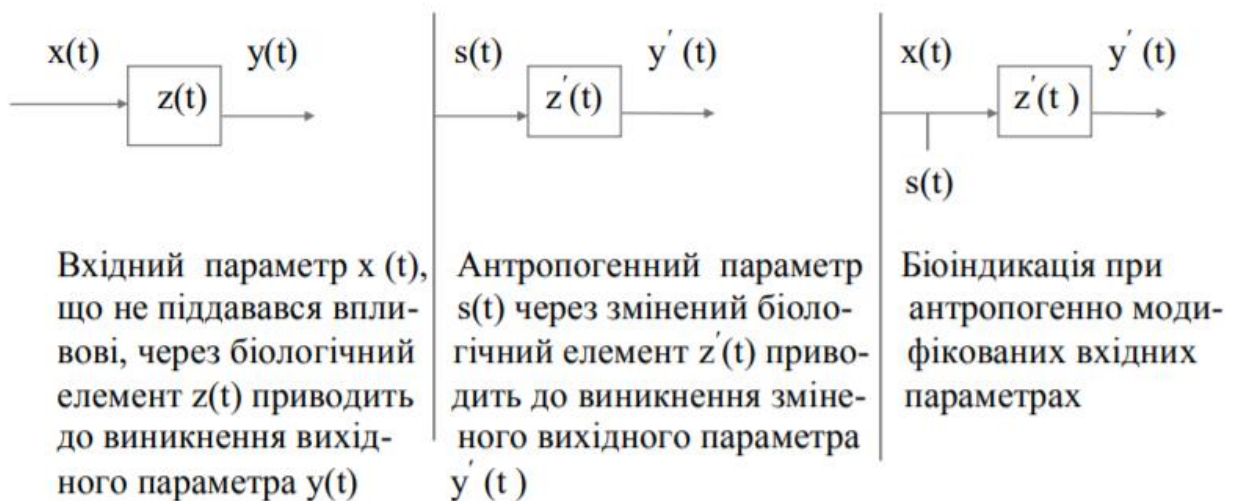 x(t)
y(t)
z(t)
Вхідний параметр x (t),
що не піддавався впли-
вові, через біологічний
елемент z(t) приводить
до виникнення вихід-
ного параметра y(t)
s(t)
y′ (t)
z′(t)
Антропогенний параметр
s(t) через змінений біоло-
гічний елемент z′(t) приво-
дить до виникнення зміне-
ного вихідного параметра
y′ (t )
x(t)
y′ (t)
z′(t )
s(t)
Біоіндикація при
антропогенно моди-
фікованих вхідних
параметрах